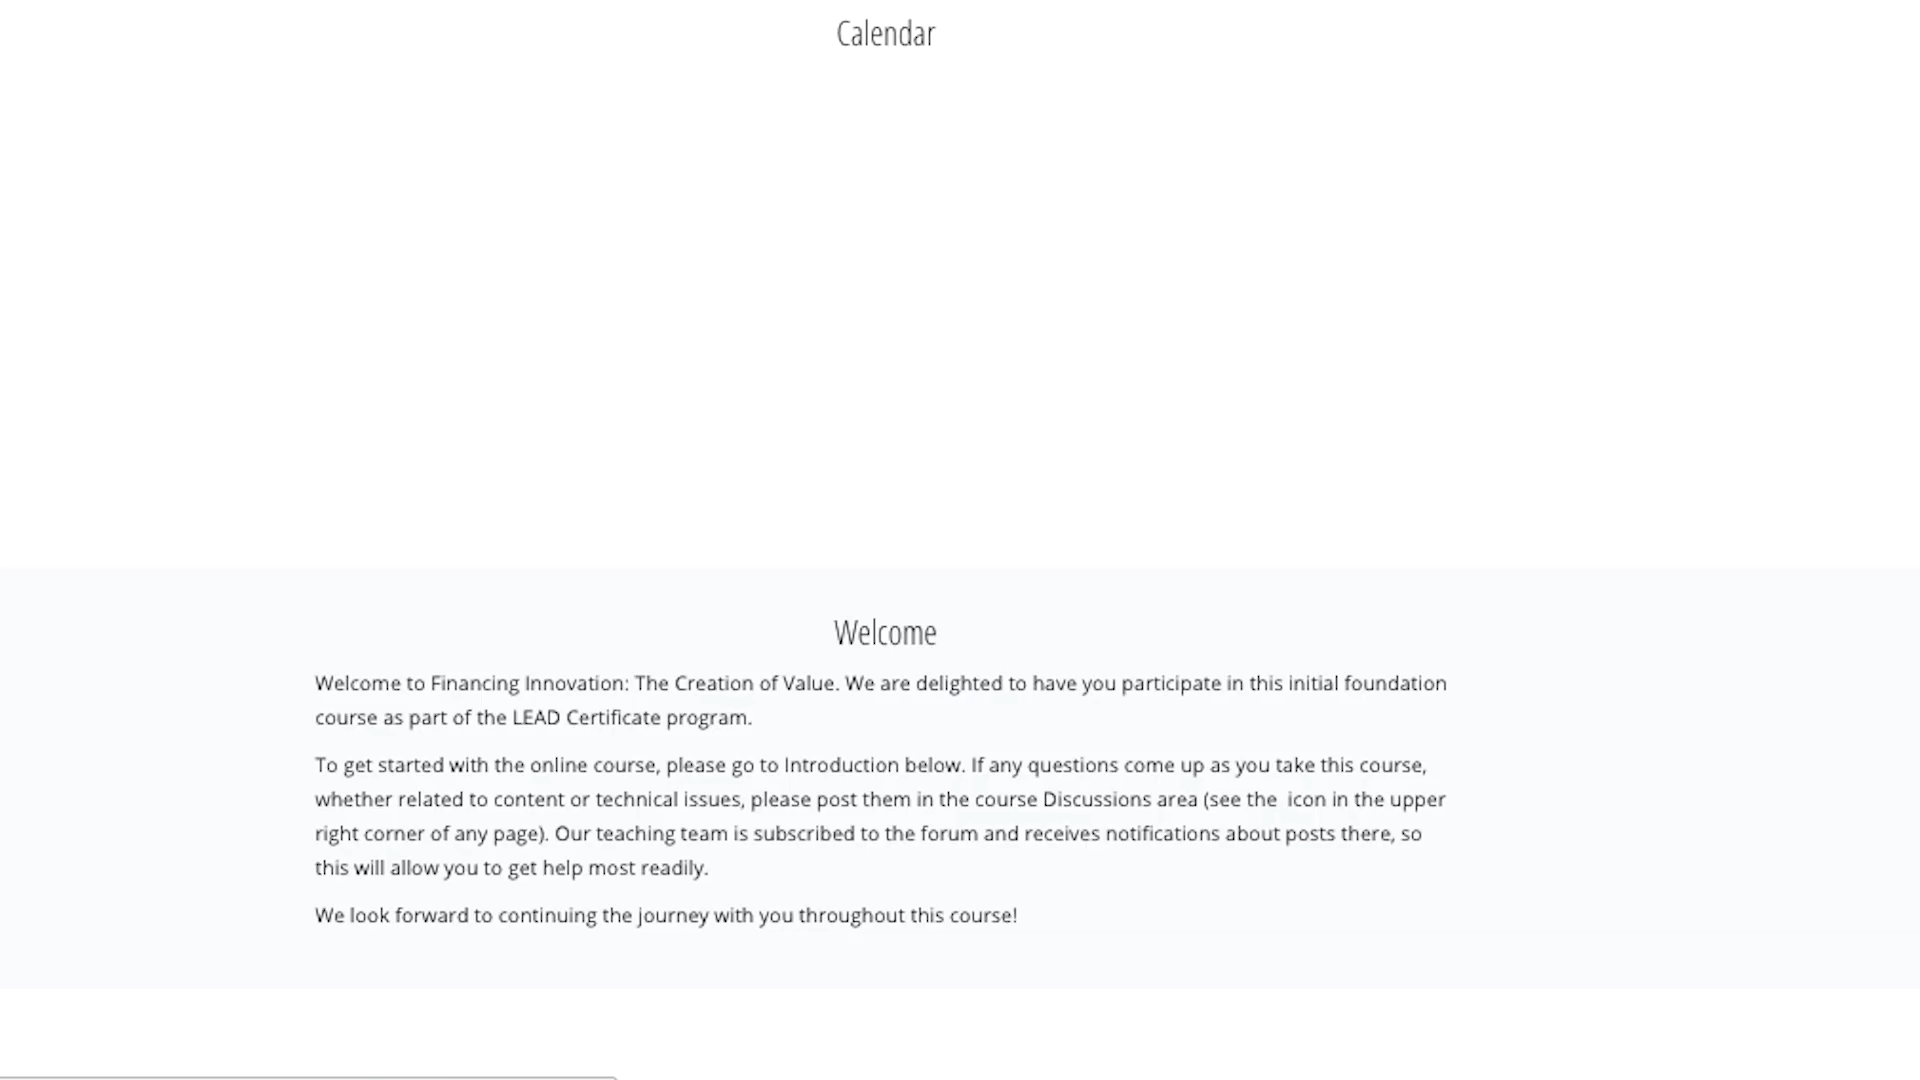 Calendar
Welcome
Welcome to Financing Innovation: The Creation of Value. We are delighted to have you participate in this initial foundation
course as part of the LEAD Certificate program.
To get started with the online course, please go to Introduction below. If any questions come up as you take this course,
whether related to content or technical issues, please post them in the course Discussions area (see the  icon in the upper
right corner of any page). Our teaching team is subscribed to the forum and receives notifications about posts there, so
this will allow you to get help most readily.
We look forward to continuing the journey with you throughout this course!